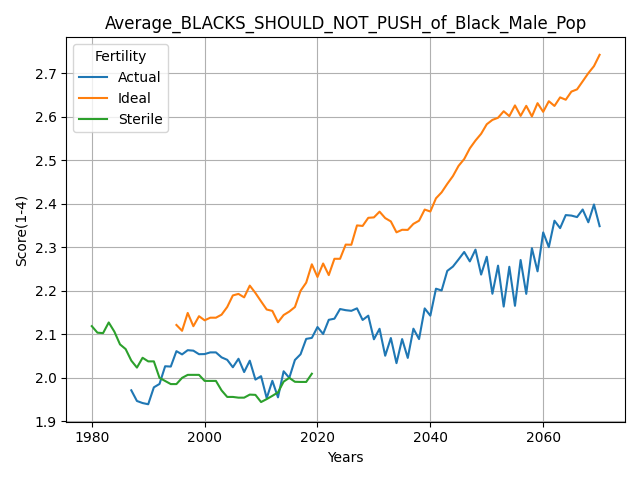 Average_BLACKS_SHOULD_NOT_PUSH_of_Black_Male_Pop
Fertility
Actual
Ideal
Sterile
Score(1-4)
2.7
2.6
2.5
2.4
2.3
2.2
2.1
2.0
1.9
1980
2000
2020
2040
2060
Years